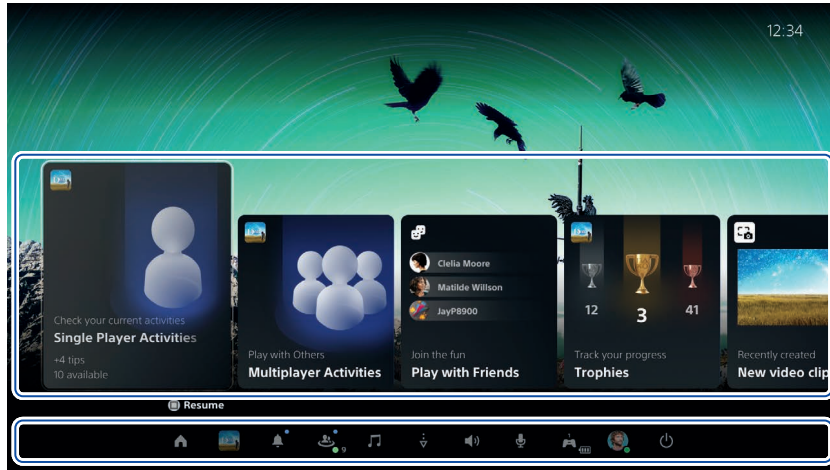 12:34
Check your current activities
Single Player Activities
+4 tips
10 available
Play with Others
Multiplayer Activities
Clelia Moore
Matilde Willson
JayP8900
Join the fun
Play with Friends
12
3
41
Track your progress
Trophies
Recently created
New video clip
Resume
9
1